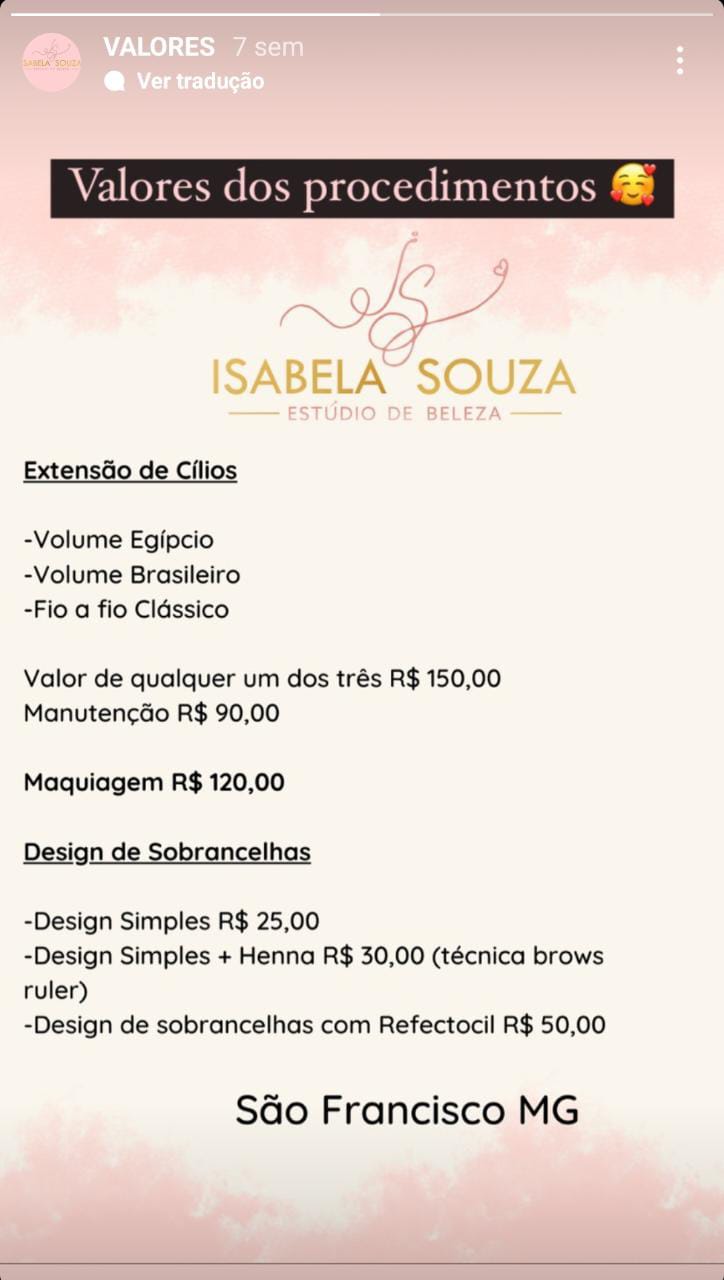 ISABELA SOUZA
VALORES 7 sem
Ver tradução
Valores dos procedimentos 🥰
IS
ISABELA SOUZA
ESTÚDIO DE BELEZA
Extensão de Cílios
-Volume Egípcio
-Volume Brasileiro
-Fio a fio Clássico
Valor de qualquer um dos três R$ 150,00
Manutenção R$ 90,00
Maquiagem R$ 120,00
Design de Sobrancelhas
-Design Simples R$ 25,00
-Design Simples + Henna R$ 30,00 (técnica brows
ruler)
-Design de sobrancelhas com Refectocil R$ 50,00
São Francisco MG